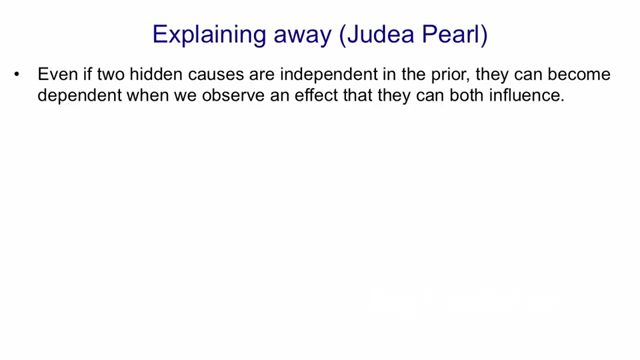 Explaining away (Judea Pearl)
• Even if two hidden causes are independent in the prior, they can become
dependent when we observe an effect that they can both influence.